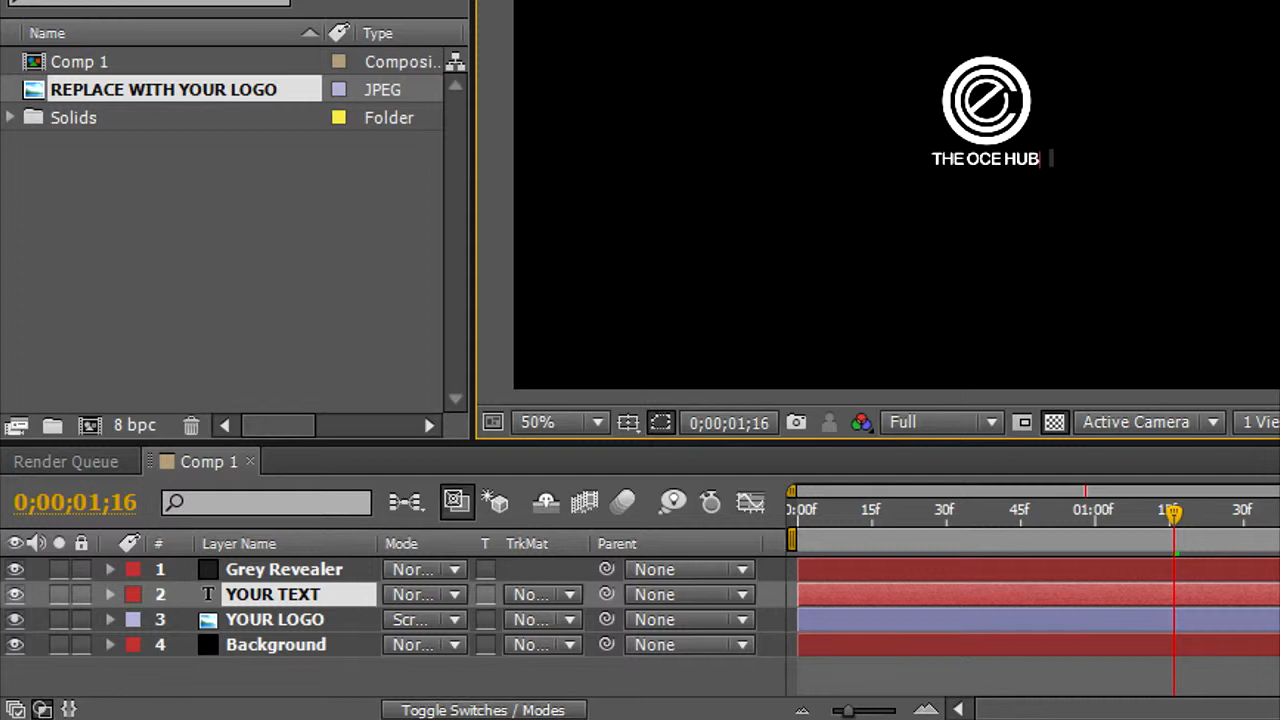 Name Type
Comp 1 Composi...
REPLACE WITH YOUR LOGO JPEG
Solids Folder
THE OCE HUB
8 bpc
50% 0;00;01;16 Full Active Camera 1 Vie
Render Queue Comp 1
0;00;01;16
0:00f 15f 30f 45f 01:00f 15f 30f
# Layer Name Mode T TrkMat Parent
1 Grey Revealer Nor... None
2 T YOUR TEXT Nor... No... None
3 YOUR LOGO Scr... No... None
4 Background Nor... No... None
Toggle Switches / Modes